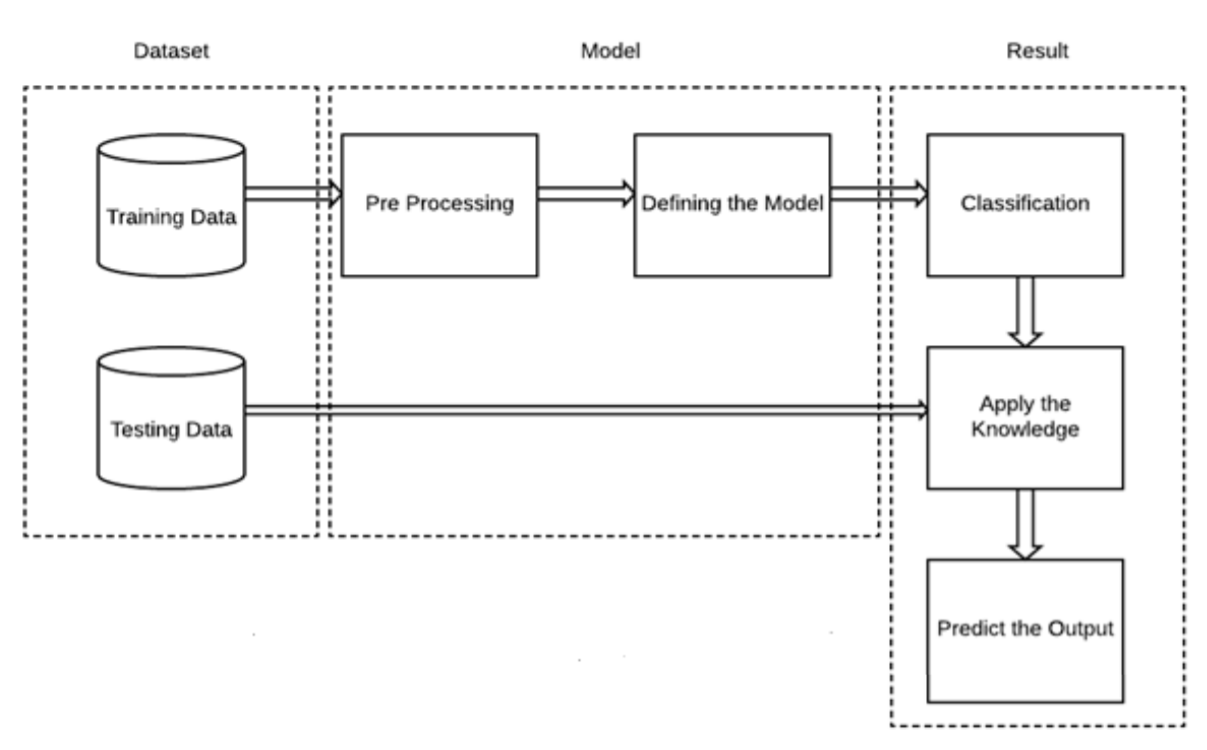 Dataset
Model
Result
Training Data
Pre Processing
Defining the Model
Classification
Testing Data
Apply the
Knowledge
Predict the Output